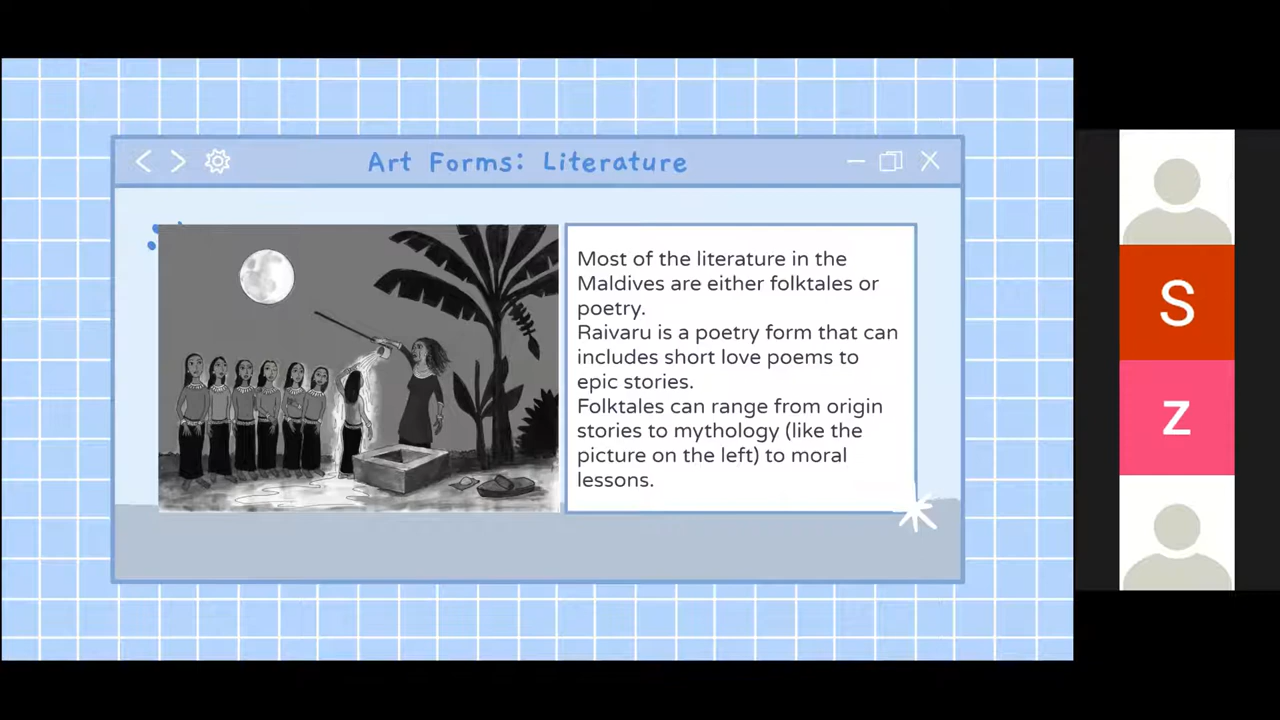 Art Forms: Literature
Most of the literature in the
Maldives are either folktales or
poetry.
Raivaru is a poetry form that can
includes short love poems to
epic stories.
Folktales can range from origin
stories to mythology (like the
picture on the left) to moral
lessons.
S
z